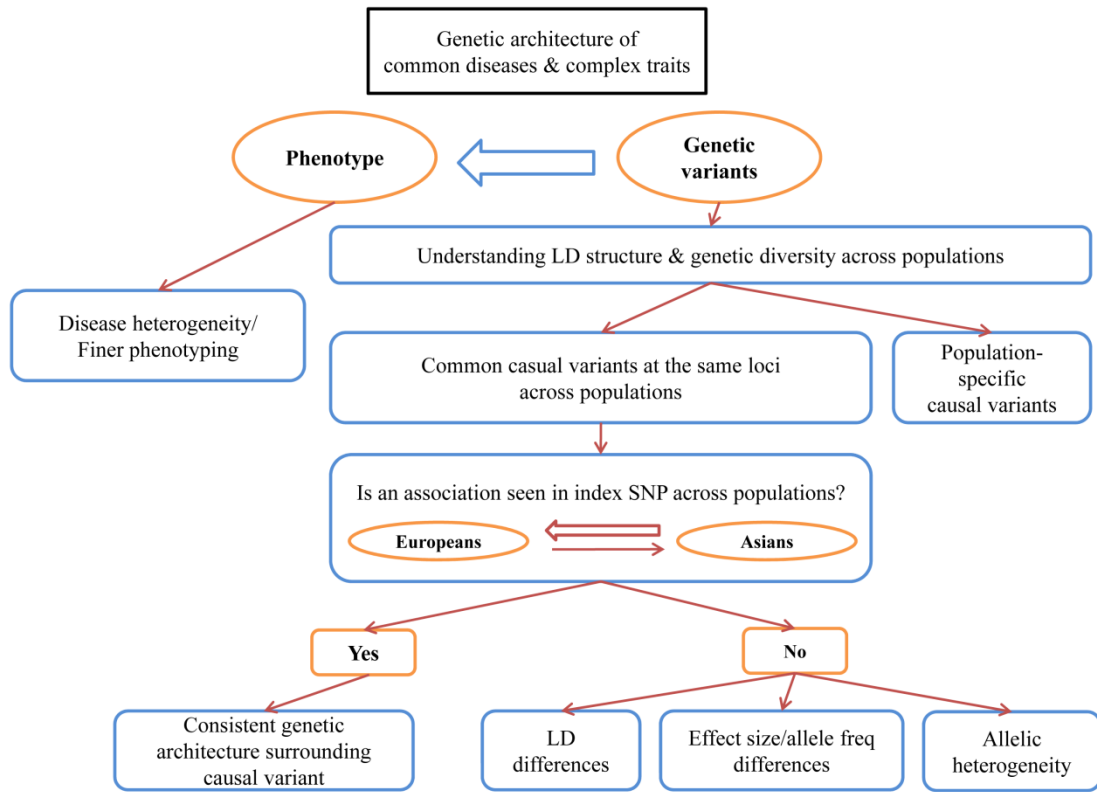 Genetic architecture of
common diseases & complex traits
Phenotype
Genetic
variants
Understanding LD structure & genetic diversity across populations
Disease heterogeneity/
Finer phenotyping
Common casual variants at the same loci
across populations
Population-
specific
causal variants
Is an association seen in index SNP across populations?
Europeans
Asians
Yes
No
Consistent genetic
architecture surrounding
causal variant
LD
differences
Effect size/allele freq
differences
Allelic
heterogeneity